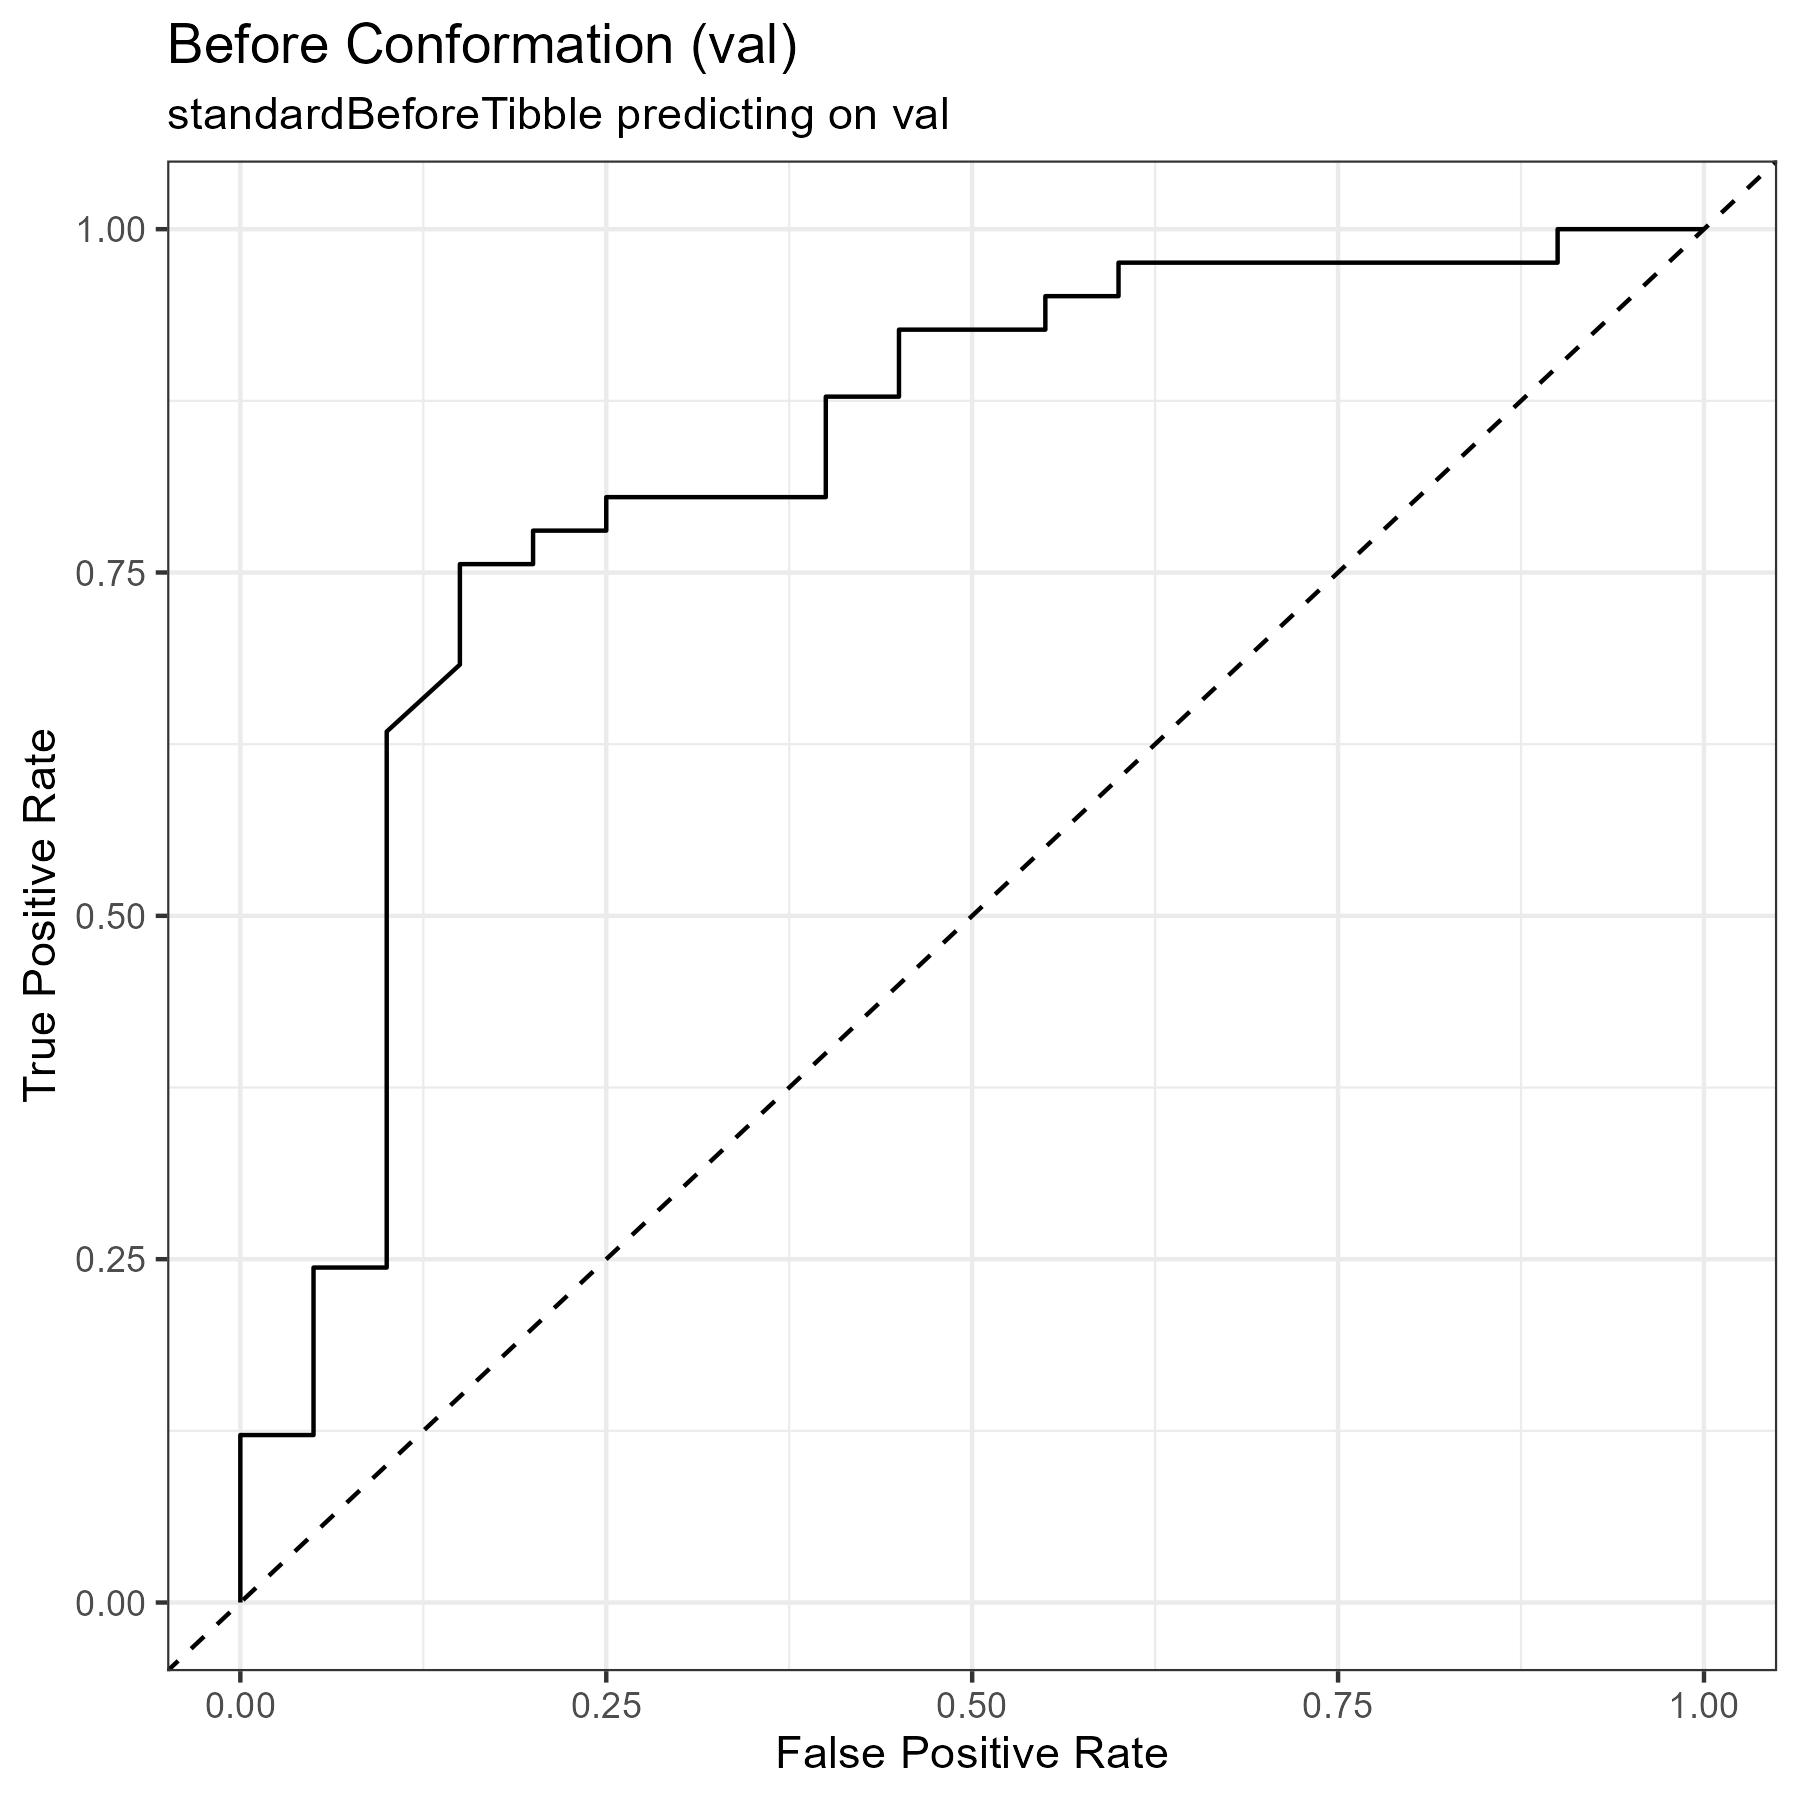 Before Conformation (val)
standardBeforeTibble predicting on val
1.00
0.75
0.50
0.25
0.00
True Positive Rate
0.00 0.25 0.50 0.75 1.00
False Positive Rate